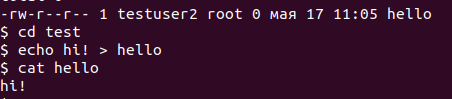 -rw-r--r-- 1 testuser2 root 0 мая 17 11:05 hello
$ cd test
$ echo hi! > hello
$ cat hello
hi!